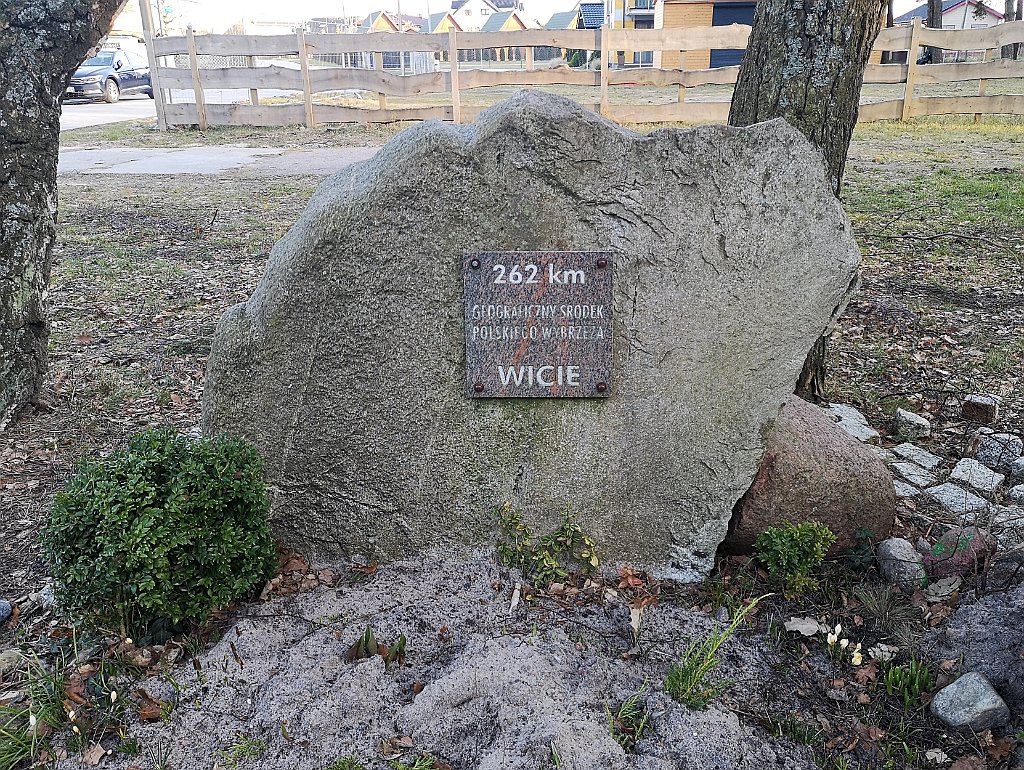 262 km
GEOGRAFICZNY ŚRODEK
POLSKIEGO WYBRZEŻA
WICIE